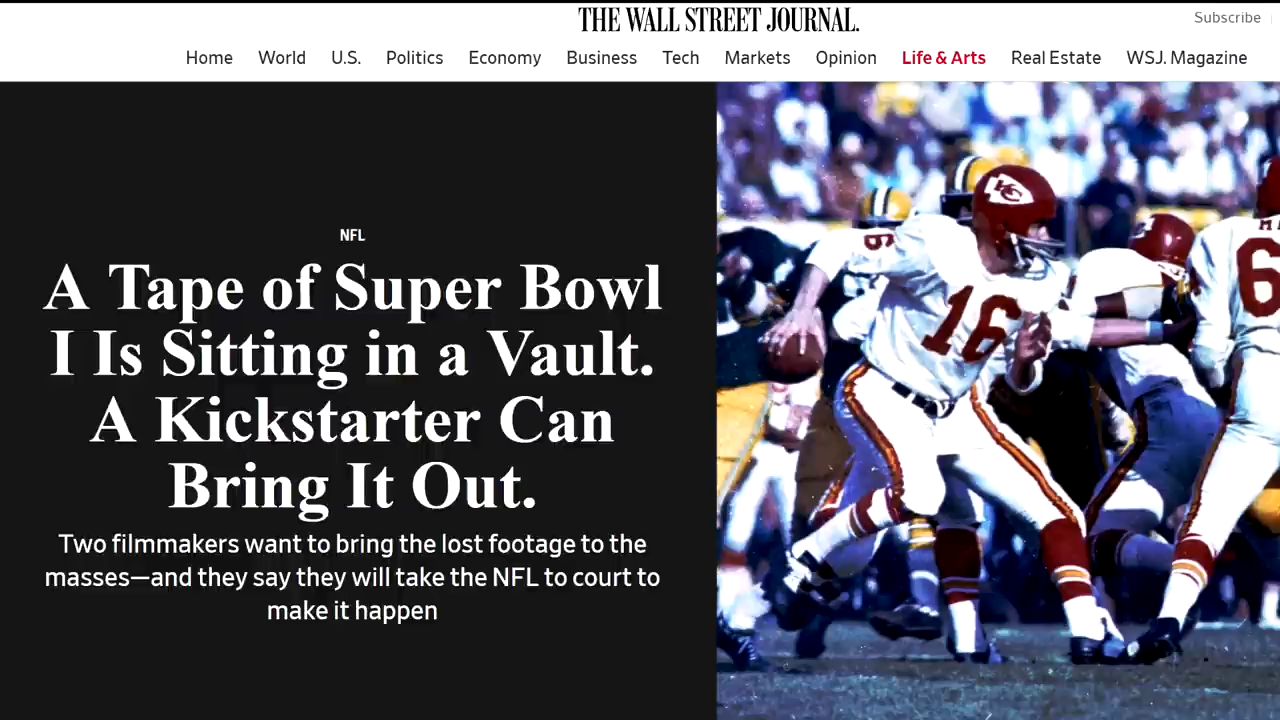 THE WALL STREET JOURNAL.
Subscribe
Home World U.S. Politics Economy Business Tech Markets Opinion Life & Arts Real Estate WSJ. Magazine
NFL
A Tape of Super Bowl
I Is Sitting in a Vault.
A Kickstarter Can
Bring It Out.
Two filmmakers want to bring the lost footage to the
masses—and they say they will take the NFL to court to
make it happen
KC
16
6